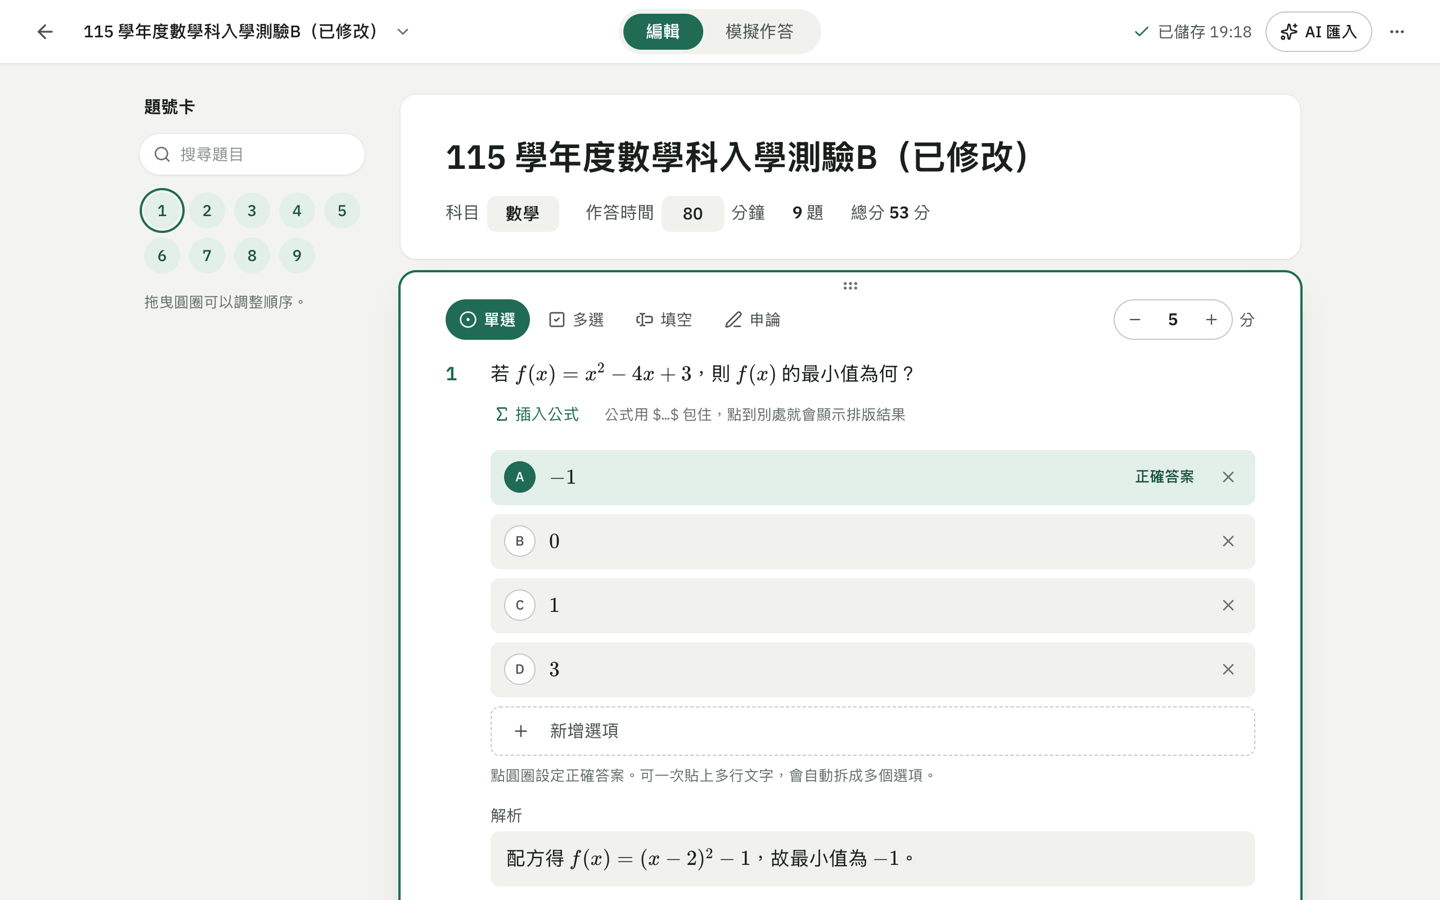 115 學年度數學科入學測驗B（已修改）
編輯
模擬作答
已儲存 19:18
AI 匯入
題號卡
搜尋題目
1 2 3 4 5
6 7 8 9
拖曳圓圈可以調整順序。
115 學年度數學科入學測驗B（已修改）
科目 數學 作答時間 80 分鐘 9 題 總分 53 分
單選 多選 填空 申論 − 5 + 分
1 若 f(x) = x² − 4x + 3，則 f(x) 的最小值為何？
Σ 插入公式 公式用 $...$ 包住，點到別處就會顯示排版結果
A −1 正確答案
B 0
C 1
D 3
+ 新增選項
點圓圈設定正確答案。可一次貼上多行文字，會自動拆成多個選項。
解析
配方得 f(x) = (x − 2)² − 1，故最小值為 −1。